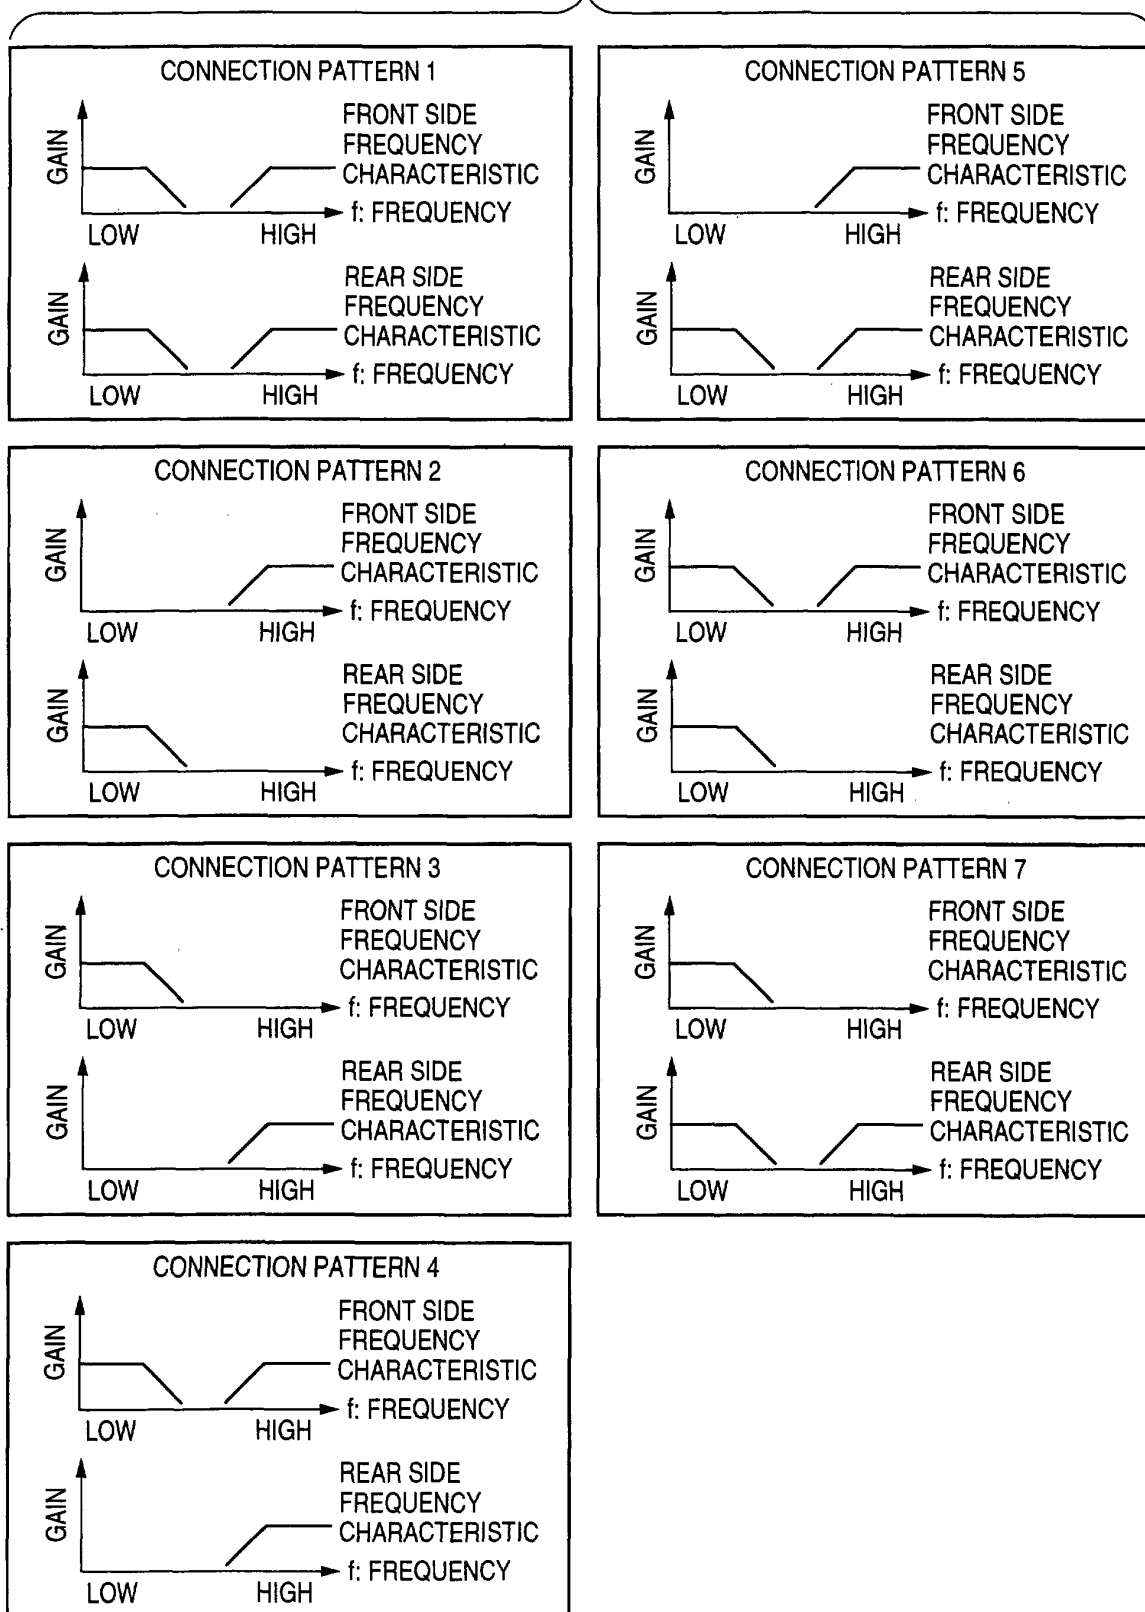 CONNECTION PATTERN 1
GAIN
FRONT SIDE
FREQUENCY
CHARACTERISTIC
f: FREQUENCY
LOW HIGH
GAIN
REAR SIDE
FREQUENCY
CHARACTERISTIC
f: FREQUENCY
LOW HIGH
CONNECTION PATTERN 2
GAIN
FRONT SIDE
FREQUENCY
CHARACTERISTIC
f: FREQUENCY
LOW HIGH
GAIN
REAR SIDE
FREQUENCY
CHARACTERISTIC
f: FREQUENCY
LOW HIGH
CONNECTION PATTERN 3
GAIN
FRONT SIDE
FREQUENCY
CHARACTERISTIC
f: FREQUENCY
LOW HIGH
GAIN
REAR SIDE
FREQUENCY
CHARACTERISTIC
f: FREQUENCY
LOW HIGH
CONNECTION PATTERN 4
GAIN
FRONT SIDE
FREQUENCY
CHARACTERISTIC
f: FREQUENCY
LOW HIGH
GAIN
REAR SIDE
FREQUENCY
CHARACTERISTIC
f: FREQUENCY
LOW HIGH
CONNECTION PATTERN 5
GAIN
FRONT SIDE
FREQUENCY
CHARACTERISTIC
f: FREQUENCY
LOW HIGH
GAIN
REAR SIDE
FREQUENCY
CHARACTERISTIC
f: FREQUENCY
LOW HIGH
CONNECTION PATTERN 6
GAIN
FRONT SIDE
FREQUENCY
CHARACTERISTIC
f: FREQUENCY
LOW HIGH
GAIN
REAR SIDE
FREQUENCY
CHARACTERISTIC
f: FREQUENCY
LOW HIGH
CONNECTION PATTERN 7
GAIN
FRONT SIDE
FREQUENCY
CHARACTERISTIC
f: FREQUENCY
LOW HIGH
GAIN
REAR SIDE
FREQUENCY
CHARACTERISTIC
f: FREQUENCY
LOW HIGH